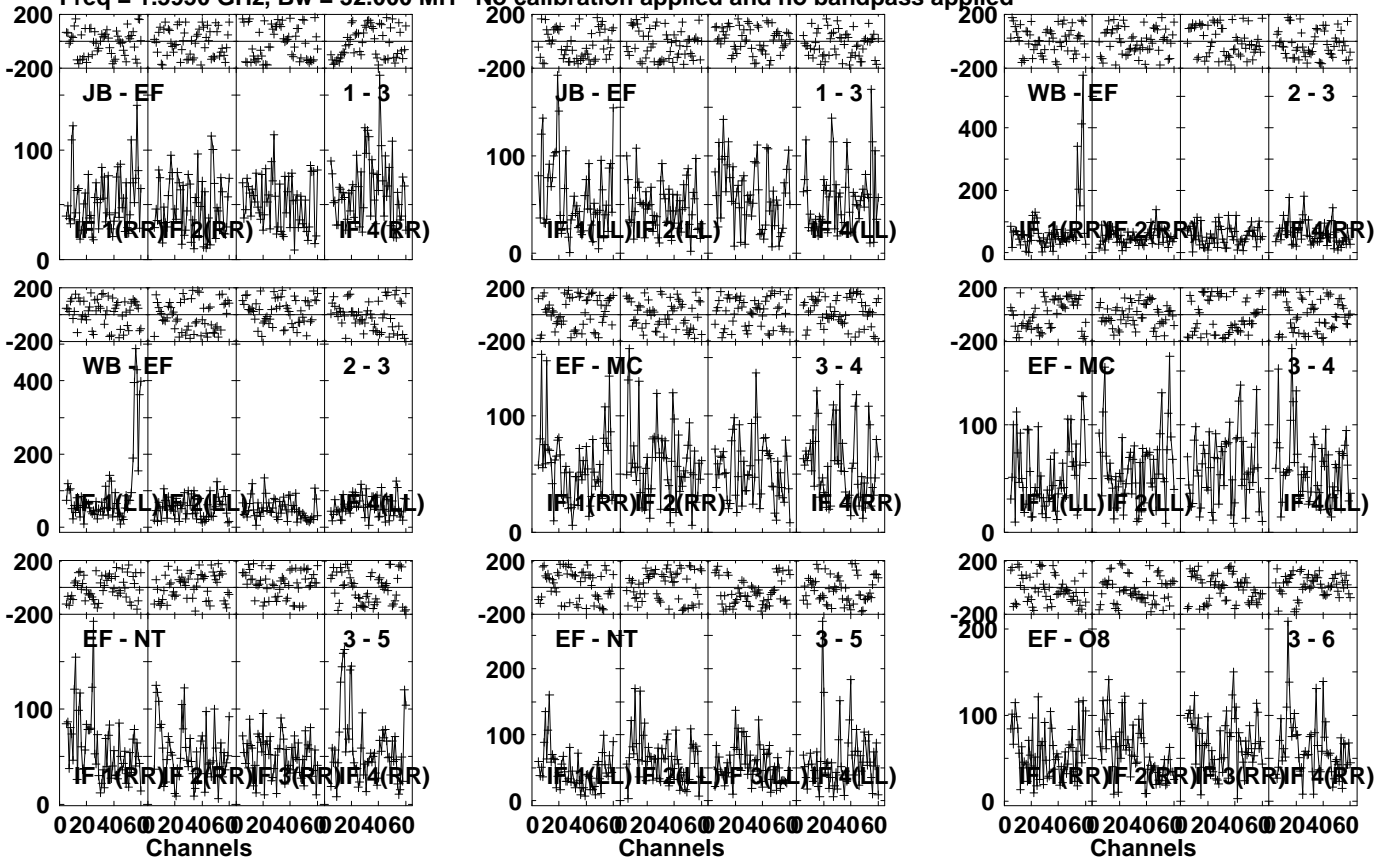 Freq = 1.5950 GHz, Bw = 32.000 MH No calibration applied and no bandpass applied
200
-200
JB - EF 1 - 3
100
0
IF 1(RR) IF 2(RR) IF 4(RR)
200
-200
JB - EF 1 - 3
100
0
IF 1(LL) IF 2(LL) IF 4(LL)
200
-200
WB - EF 2 - 3
400
200
0
IF 1(RR) IF 2(RR) IF 4(RR)
200
-200
WB - EF 2 - 3
400
200
0
IF 1(LL) IF 2(LL) IF 4(LL)
200
-200
EF - MC 3 - 4
100
0
IF 1(RR) IF 2(RR) IF 4(RR)
200
-200
EF - MC 3 - 4
100
0
IF 1(LL) IF 2(LL) IF 4(LL)
200
-200
EF - NT 3 - 5
100
0
IF 1(RR) IF 2(RR) IF 3(RR) IF 4(RR)
0 20 40 60 0 20 40 60 0 20 40 60 0 20 40 60
Channels
200
-200
EF - NT 3 - 5
200
100
0
IF 1(LL) IF 2(LL) IF 3(LL) IF 4(LL)
0 20 40 60 0 20 40 60 0 20 40 60 0 20 40 60
Channels
200
-200
EF - O8 3 - 6
200
100
0
IF 1(RR) IF 2(RR) IF 3(RR) IF 4(RR)
0 20 40 60 0 20 40 60 0 20 40 60 0 20 40 60
Channels